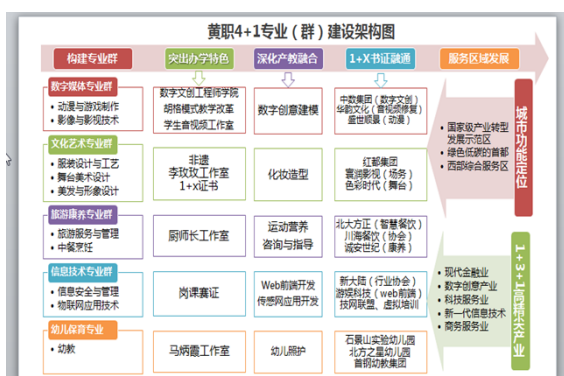 黄职4+1专业（群）建设架构图
构建专业群
突出办学特色
深化产教融合
1+X书证融通
服务区域发展
数字媒体专业群
• 动漫与游戏制作
• 影像与影视技术
数字文创工程师学院
胡格模式教学改革
学生音视频工作室
数字创意建模
中数集团（数字文创）
华韵文化（音视频修复）
盛世顺景（动漫）
文化艺术专业群
• 服装设计与工艺
• 舞台美术设计
• 美发与形象设计
非遗
李玫玫工作室
1+x证书
化妆造型
红都集团
寰润影视（场务）
色彩时代（舞台）
旅游康养专业群
• 旅游服务与管理
• 中餐烹饪
厨师长工作室
运动营养
咨询与指导
北大方正（智慧餐饮）
川海餐饮（协会）
诚安世纪（康养）
信息技术专业群
• 信息安全与管理
• 物联网应用技术
岗课赛证
Web前端开发
传感网应用开发
新大陆（行业协会）
游娱科技（web前端）
技网联盟、虚拟培训
幼儿保育专业
• 幼教
马炳霞工作室
幼儿照护
石景山实验幼儿园
北方之星幼儿园
首钢幼教集团
• 国家级产业转型
发展示范区
• 绿色低碳的首都
• 西部综合服务区
城市功能定位
• 现代金融业
• 数字创意产业
• 科技服务业
• 新一代信息技术
• 商务服务业
1+3+1高精尖产业